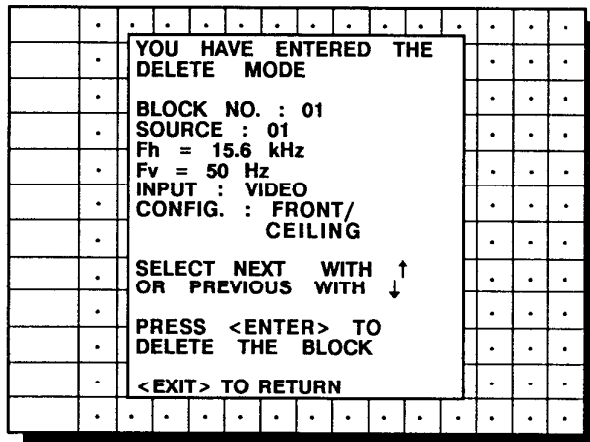 YOU HAVE ENTERED THE
DELETE MODE
BLOCK NO. : 01
SOURCE : 01
Fh = 15.6 kHz
Fv = 50 Hz
INPUT : VIDEO
CONFIG. : FRONT/
CEILING
SELECT NEXT WITH ↑
OR PREVIOUS WITH ↓
PRESS <ENTER> TO
DELETE THE BLOCK
<EXIT> TO RETURN